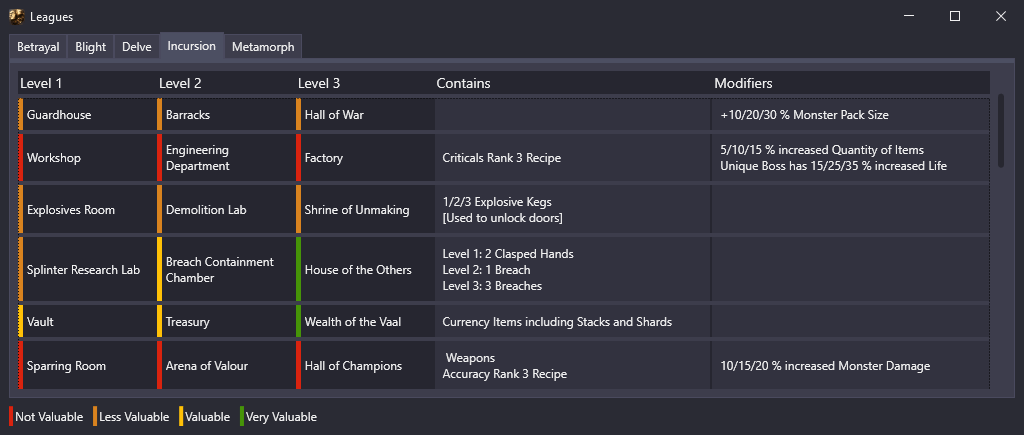 Leagues
Betrayal Blight Delve Incursion Metamorph
Level 1 Level 2 Level 3 Contains Modifiers
Guardhouse Barracks Hall of War +10/20/30 % Monster Pack Size
Workshop Engineering Department Factory Criticals Rank 3 Recipe 5/10/15 % increased Quantity of Items
Unique Boss has 15/25/35 % increased Life
Explosives Room Demolition Lab Shrine of Unmaking 1/2/3 Explosive Kegs
[Used to unlock doors]
Splinter Research Lab Breach Containment Chamber House of the Others Level 1: 2 Clasped Hands
Level 2: 1 Breach
Level 3: 3 Breaches
Vault Treasury Wealth of the Vaal Currency Items including Stacks and Shards
Sparring Room Arena of Valour Hall of Champions Weapons
Accuracy Rank 3 Recipe 10/15/20 % increased Monster Damage
Not Valuable Less Valuable Valuable Very Valuable